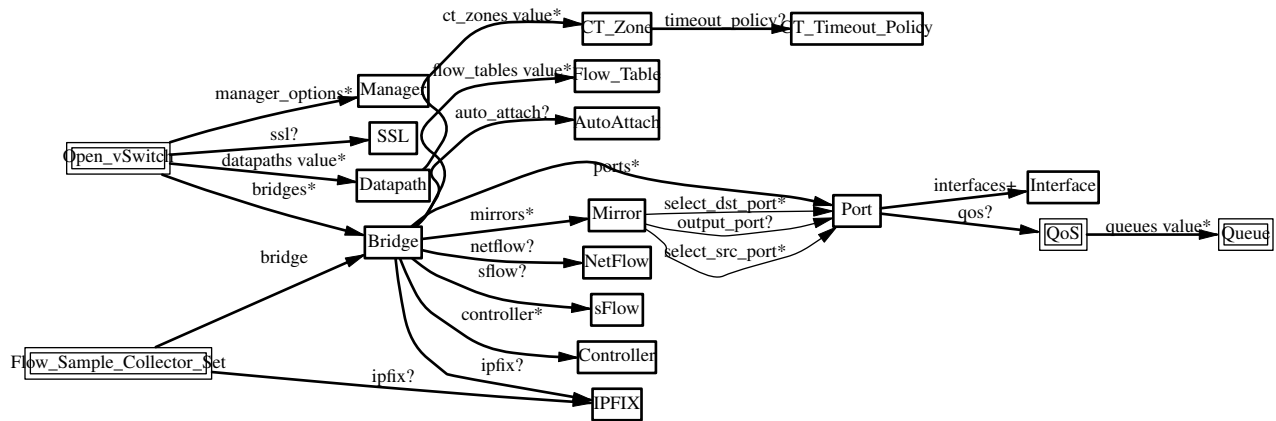 ct_zones value*
CT_Zone
timeout_policy?
CT_Timeout_Policy
flow_tables value*
Flow_Table
manager_options*
Manager
auto_attach?
AutoAttach
ssl?
SSL
Open_vSwitch
datapaths value*
Datapath
bridges*
ports*
interfaces+
Interface
mirrors*
Mirror
select_dst_port*
Port
output_port?
qos?
QoS
queues value*
Queue
Bridge
netflow?
select_src_port*
NetFlow
bridge
sflow?
sFlow
controller*
Controller
Flow_Sample_Collector_Set
ipfix?
ipfix?
IPFIX